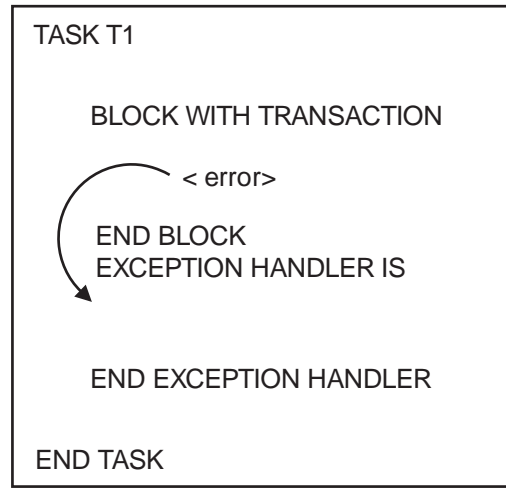 TASK T1
BLOCK WITH TRANSACTION
< error>
END BLOCK
EXCEPTION HANDLER IS
END EXCEPTION HANDLER
END TASK